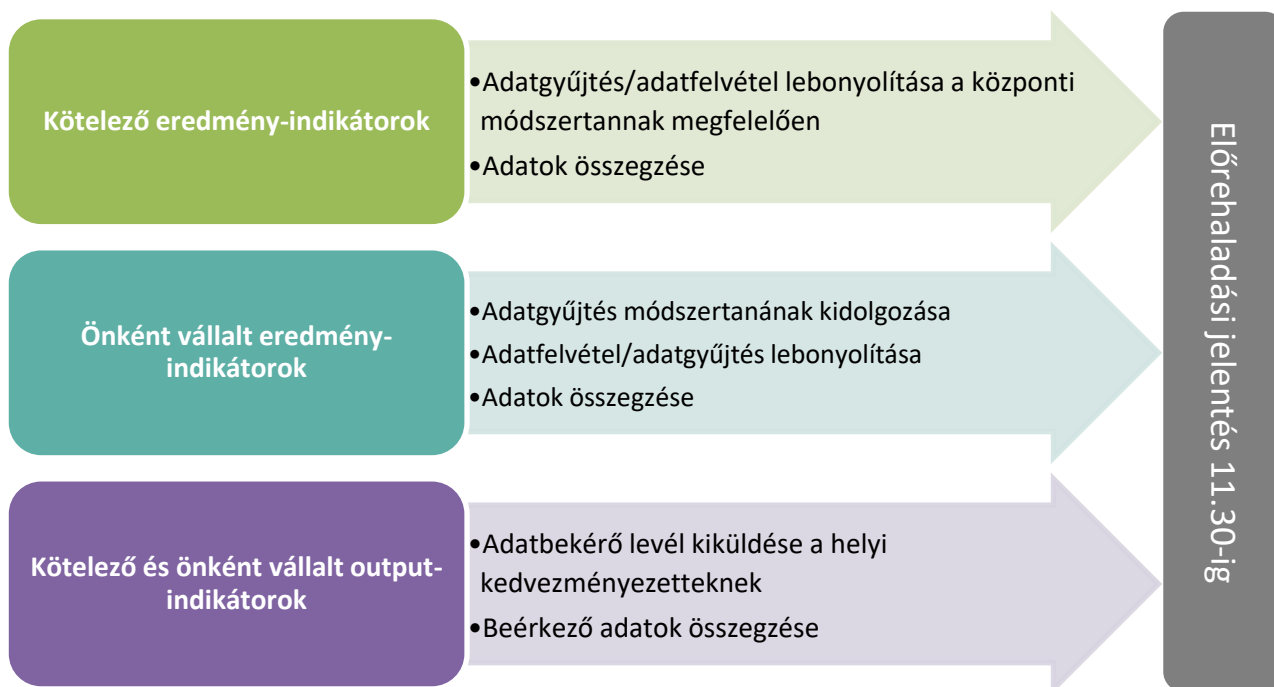 Kötelező eredmény-indikátorok
•Adatgyűjtés/adatfelvétel lebonyolítása a központi
módszertannak megfelelően
•Adatok összegzése
Önként vállalt eredmény-
indikátorok
•Adatgyűjtés módszertanának kidolgozása
•Adatfelvétel/adatgyűjtés lebonyolítása
•Adatok összegzése
Kötelező és önként vállalt output-
indikátorok
•Adatbekérő levél kiküldése a helyi
kedvezményezetteknek
•Beérkező adatok összegzése
Előrehaladási jelentés 11.30-ig